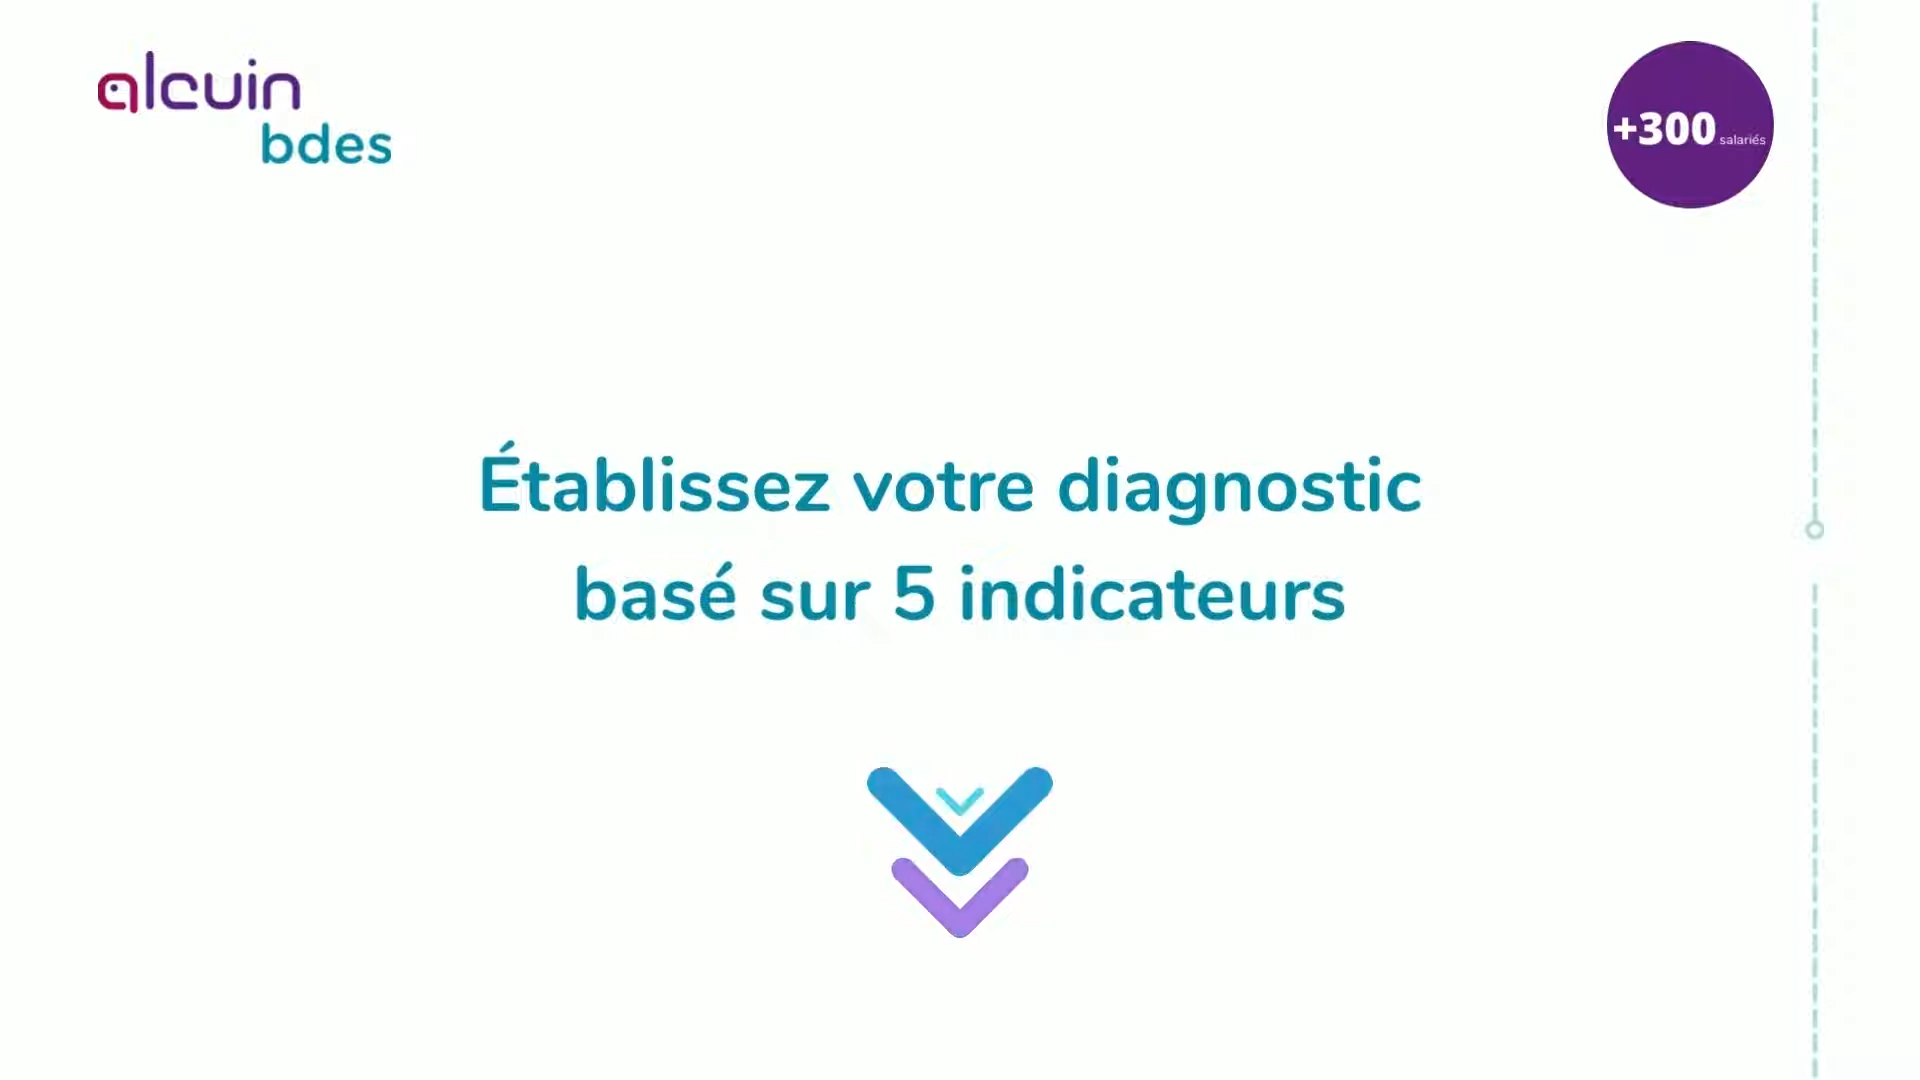 alcuin
bdes
+300 salariés
Établissez votre diagnostic
basé sur 5 indicateurs